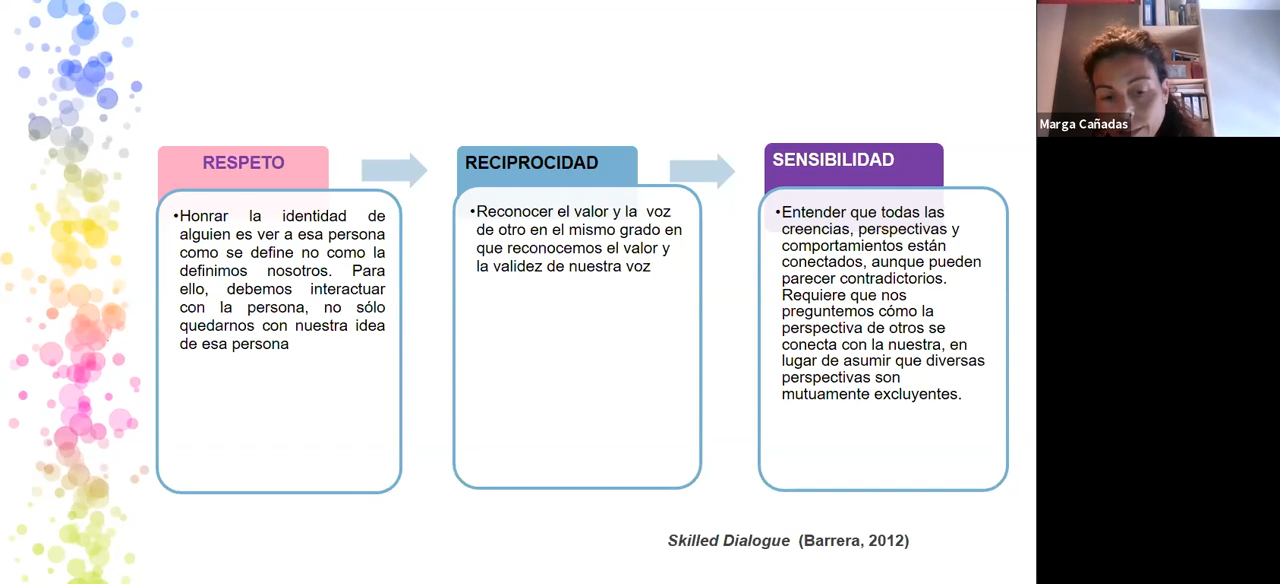 RESPETO
•Honrar la identidad de
alguien es ver a esa persona
como se define no como la
definimos nosotros. Para
ello, debemos interactuar
con la persona, no sólo
quedarnos con nuestra idea
de esa persona
RECIPROCIDAD
•Reconocer el valor y la voz
de otro en el mismo grado en
que reconocemos el valor y
la validez de nuestra voz
SENSIBILIDAD
•Entender que todas las
creencias, perspectivas y
comportamientos están
conectados, aunque pueden
parecer contradictorios.
Requiere que nos
preguntemos cómo la
perspectiva de otros se
conecta con la nuestra, en
lugar de asumir que diversas
perspectivas son
mutuamente excluyentes.
Skilled Dialogue (Barrera, 2012)
Marga Cañadas